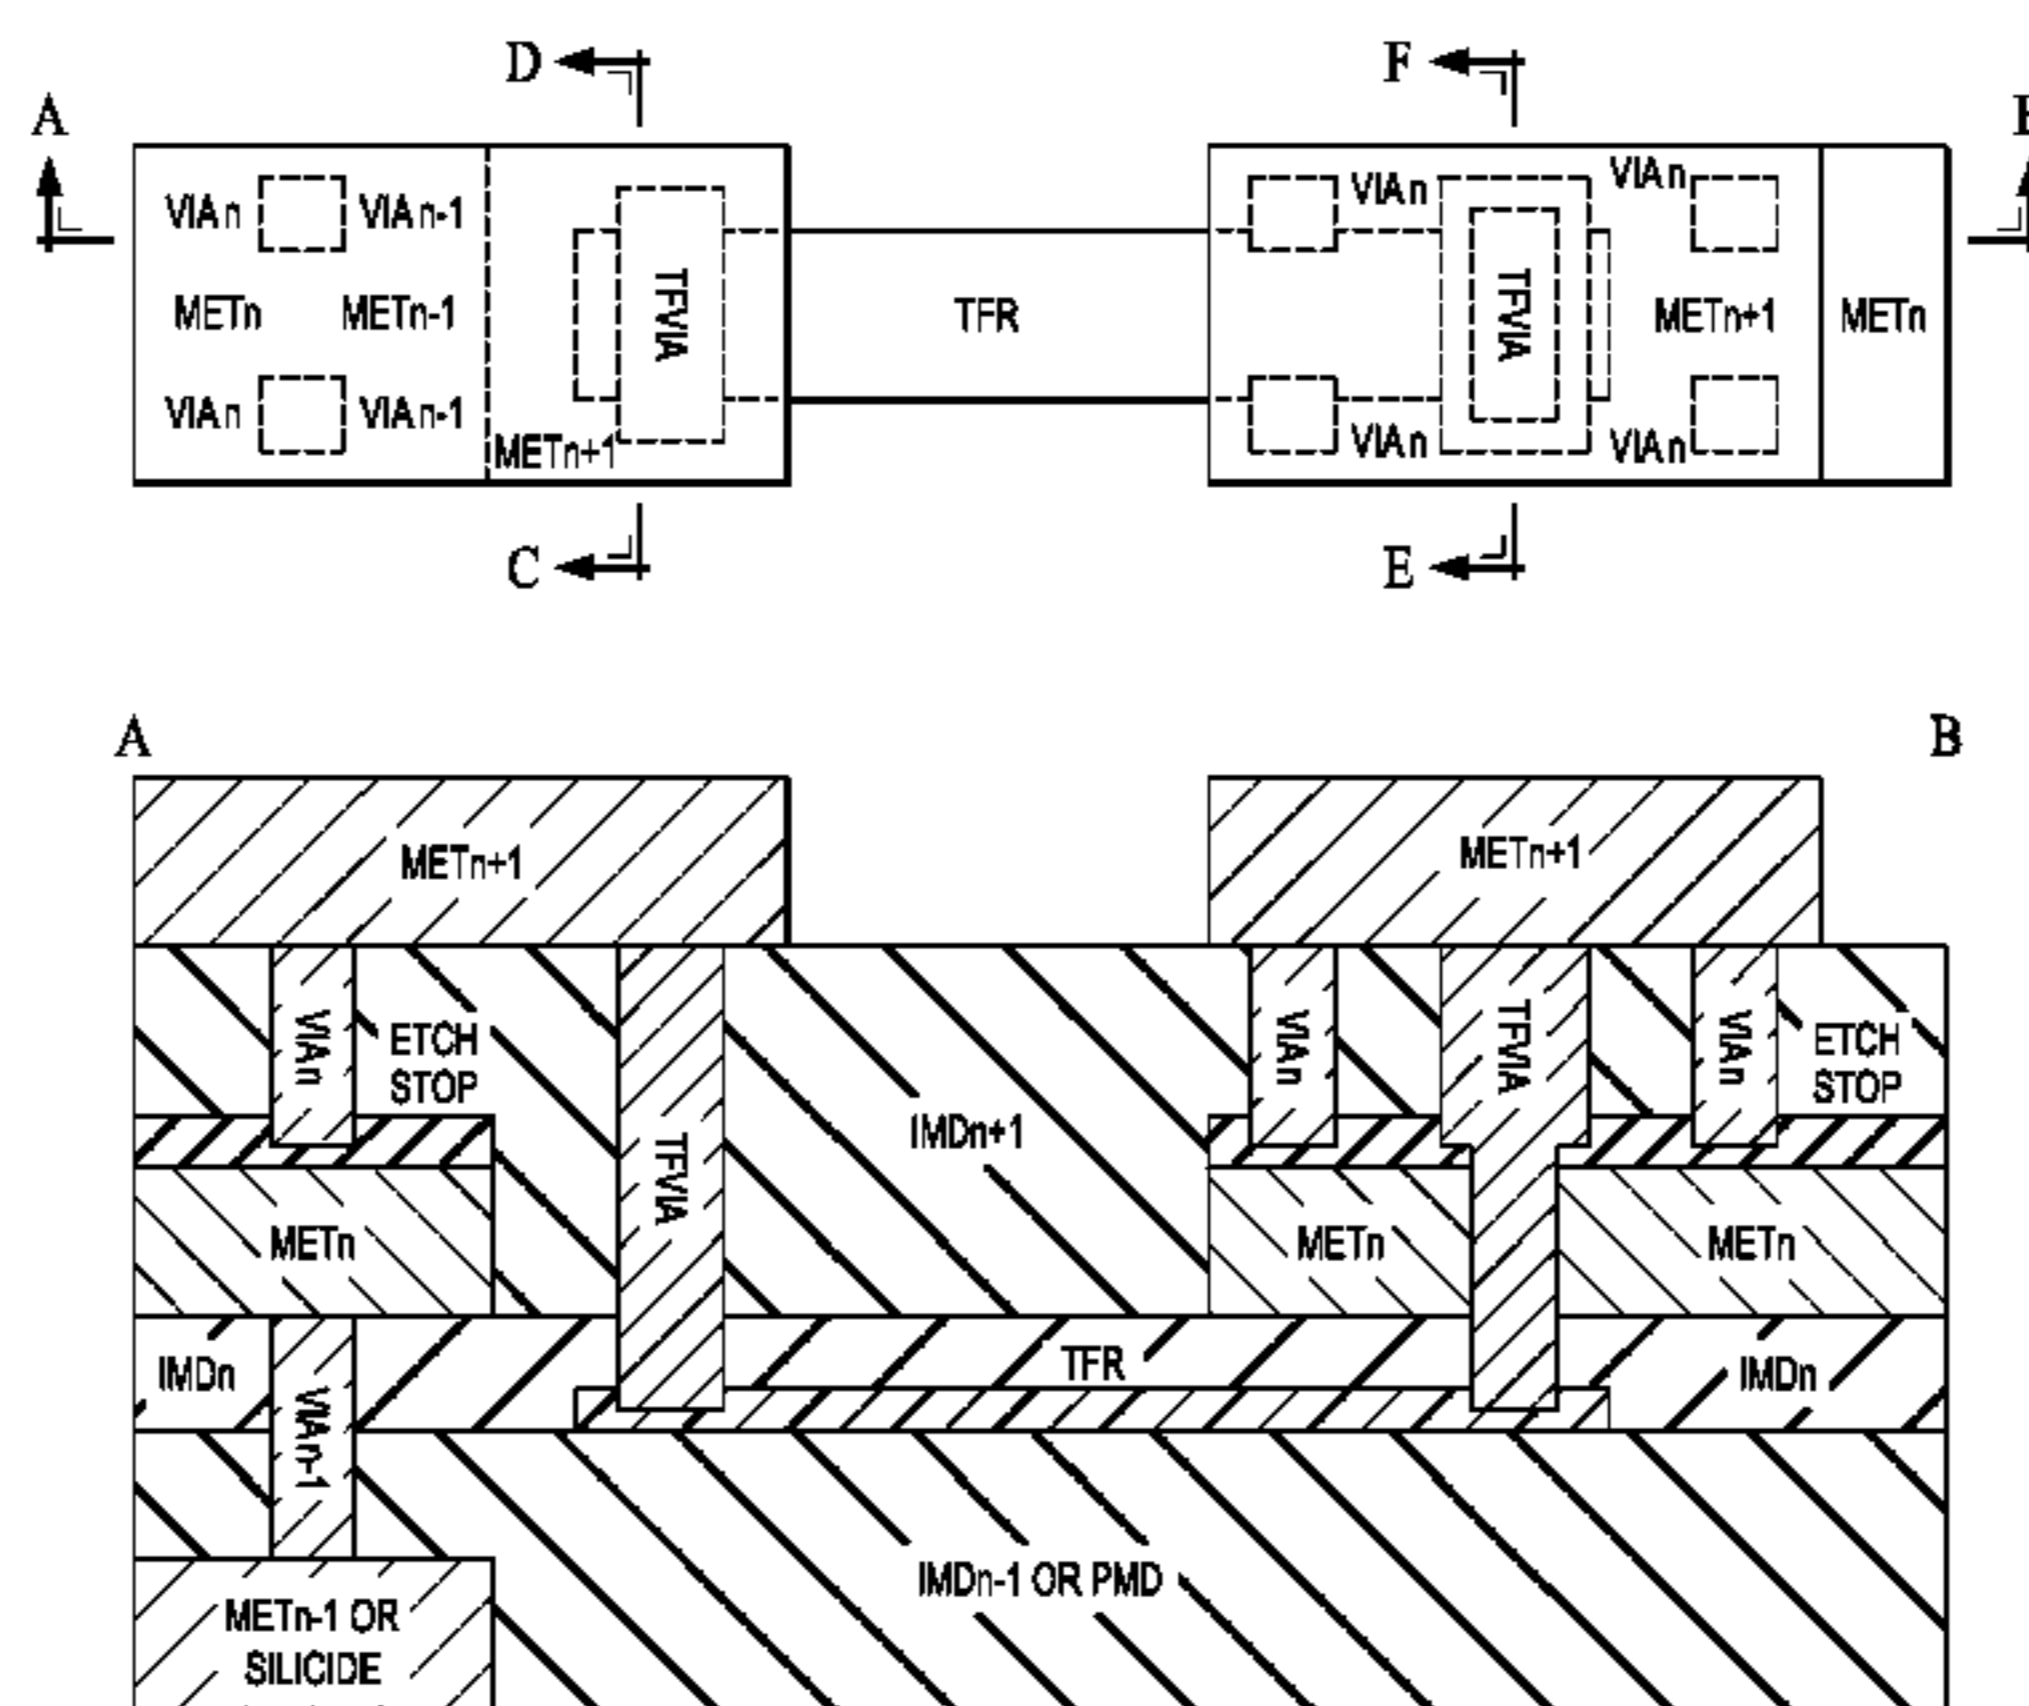 D F
A
VIAn VIAn-1 VIAn VIAn
METn METn-1 TFVIA TFR TFVIA METn+1 METn
VIAn VIAn-1 METn+1 VIAn VIAn
C E
A B
METn+1 METn+1
VIAn ETCH STOP TFVIA IMDn+1 VIAn TFVIA VIAn ETCH STOP
METn METn METn
IMDn VIAn-1 TFR IMDn
IMDn-1 OR PMD
METn-1 OR
SILICIDE